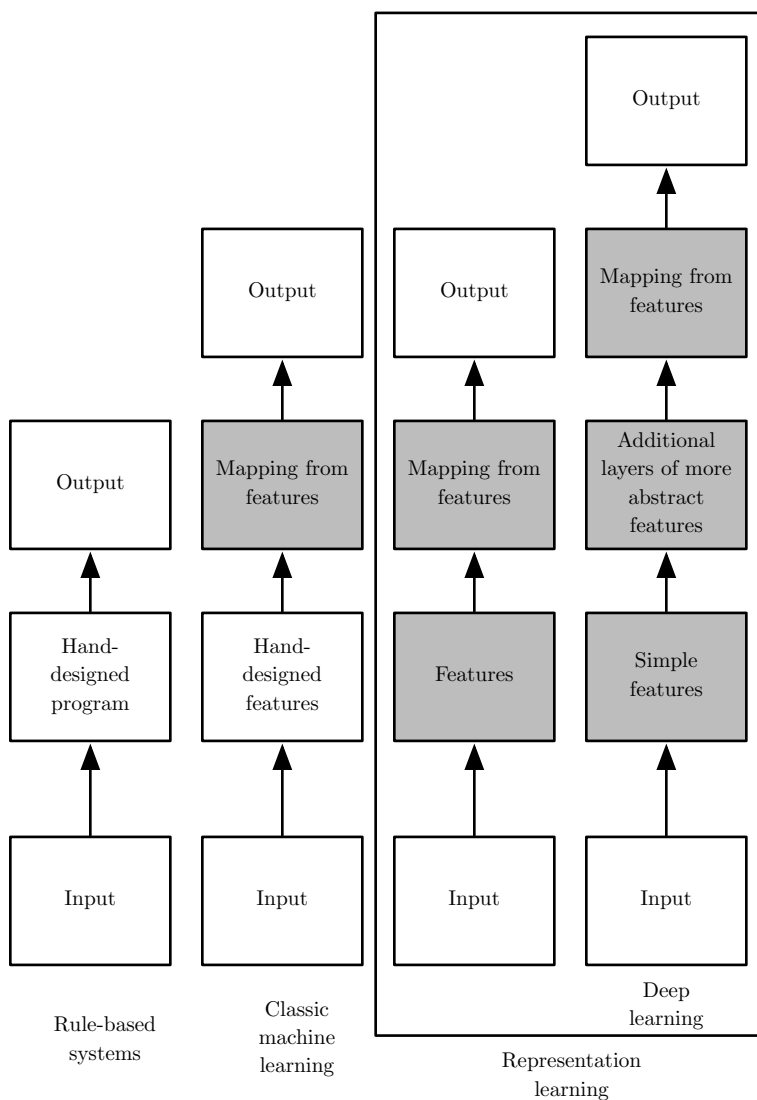 Output
Output
Mapping from
features
Output
Mapping from
features
Output
Hand-
designed
program
Input
Rule-based
systems
Mapping from
features
Hand-
designed
features
Input
Classic
machine
learning
Features
Input
Additional
layers of more
abstract
features
Simple
features
Input
Deep
learning
Representation
learning